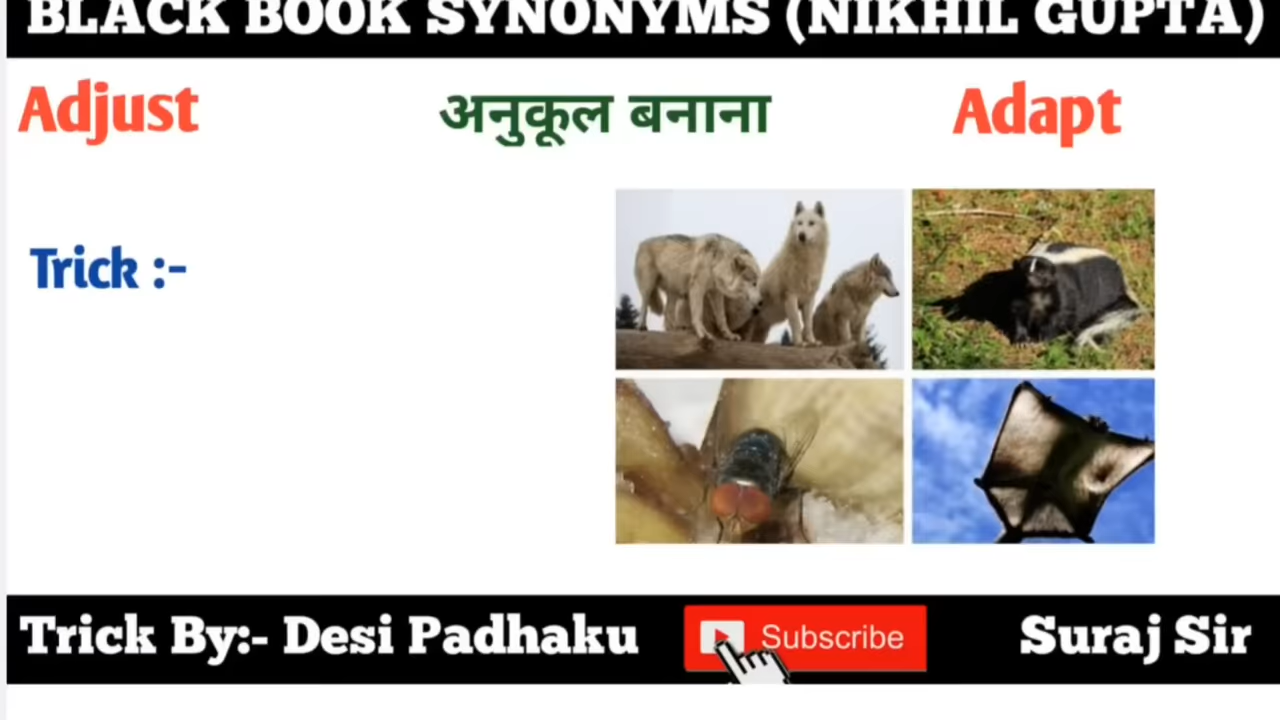 BLACK BOOK SYNONYMS (NIKHIL GUPTA)
Adjust अनुकूल बनाना Adapt
Trick :-
Trick By:- Desi Padhaku Subscribe Suraj Sir